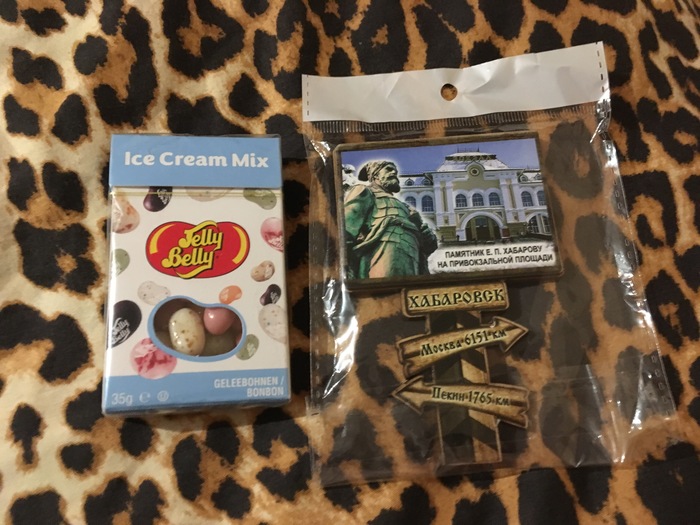 Ice Cream Mix
Jelly
Belly
35g ℮ Ⓤ
GELEEBOHNEN /
BONBON
ВОКЗАЛ
ПАМЯТНИК Е. П. ХАБАРОВУ
НА ПРИВОКЗАЛЬНОЙ ПЛОЩАДИ
ХАБАРОВСК
Москва 6151 км
Пекин 1765 км